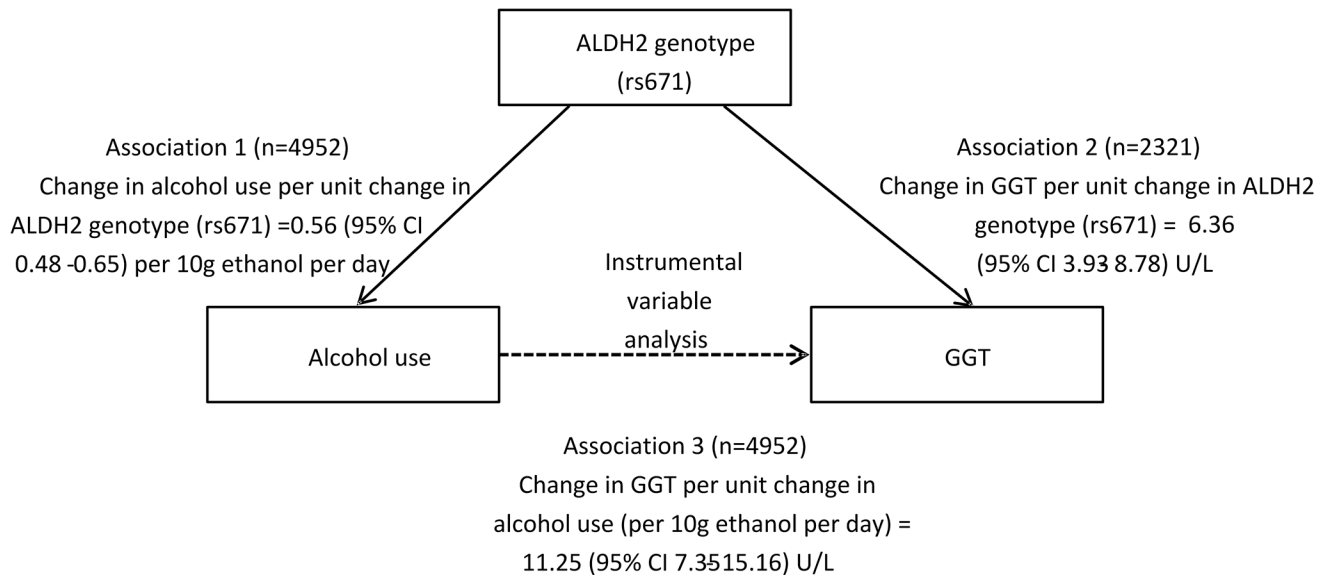 ALDH2 genotype
(rs671)
Association 1 (n=4952)
Change in alcohol use per unit change in
ALDH2 genotype (rs671) =0.56 (95% CI
0.48 -0.65) per 10g ethanol per day
Association 2 (n=2321)
Change in GGT per unit change in ALDH2
genotype (rs671) = 6.36
(95% CI 3.93- 8.78) U/L
Instrumental
variable
analysis
Alcohol use
GGT
Association 3 (n=4952)
Change in GGT per unit change in
alcohol use (per 10g ethanol per day) =
11.25 (95% CI 7.35-15.16) U/L